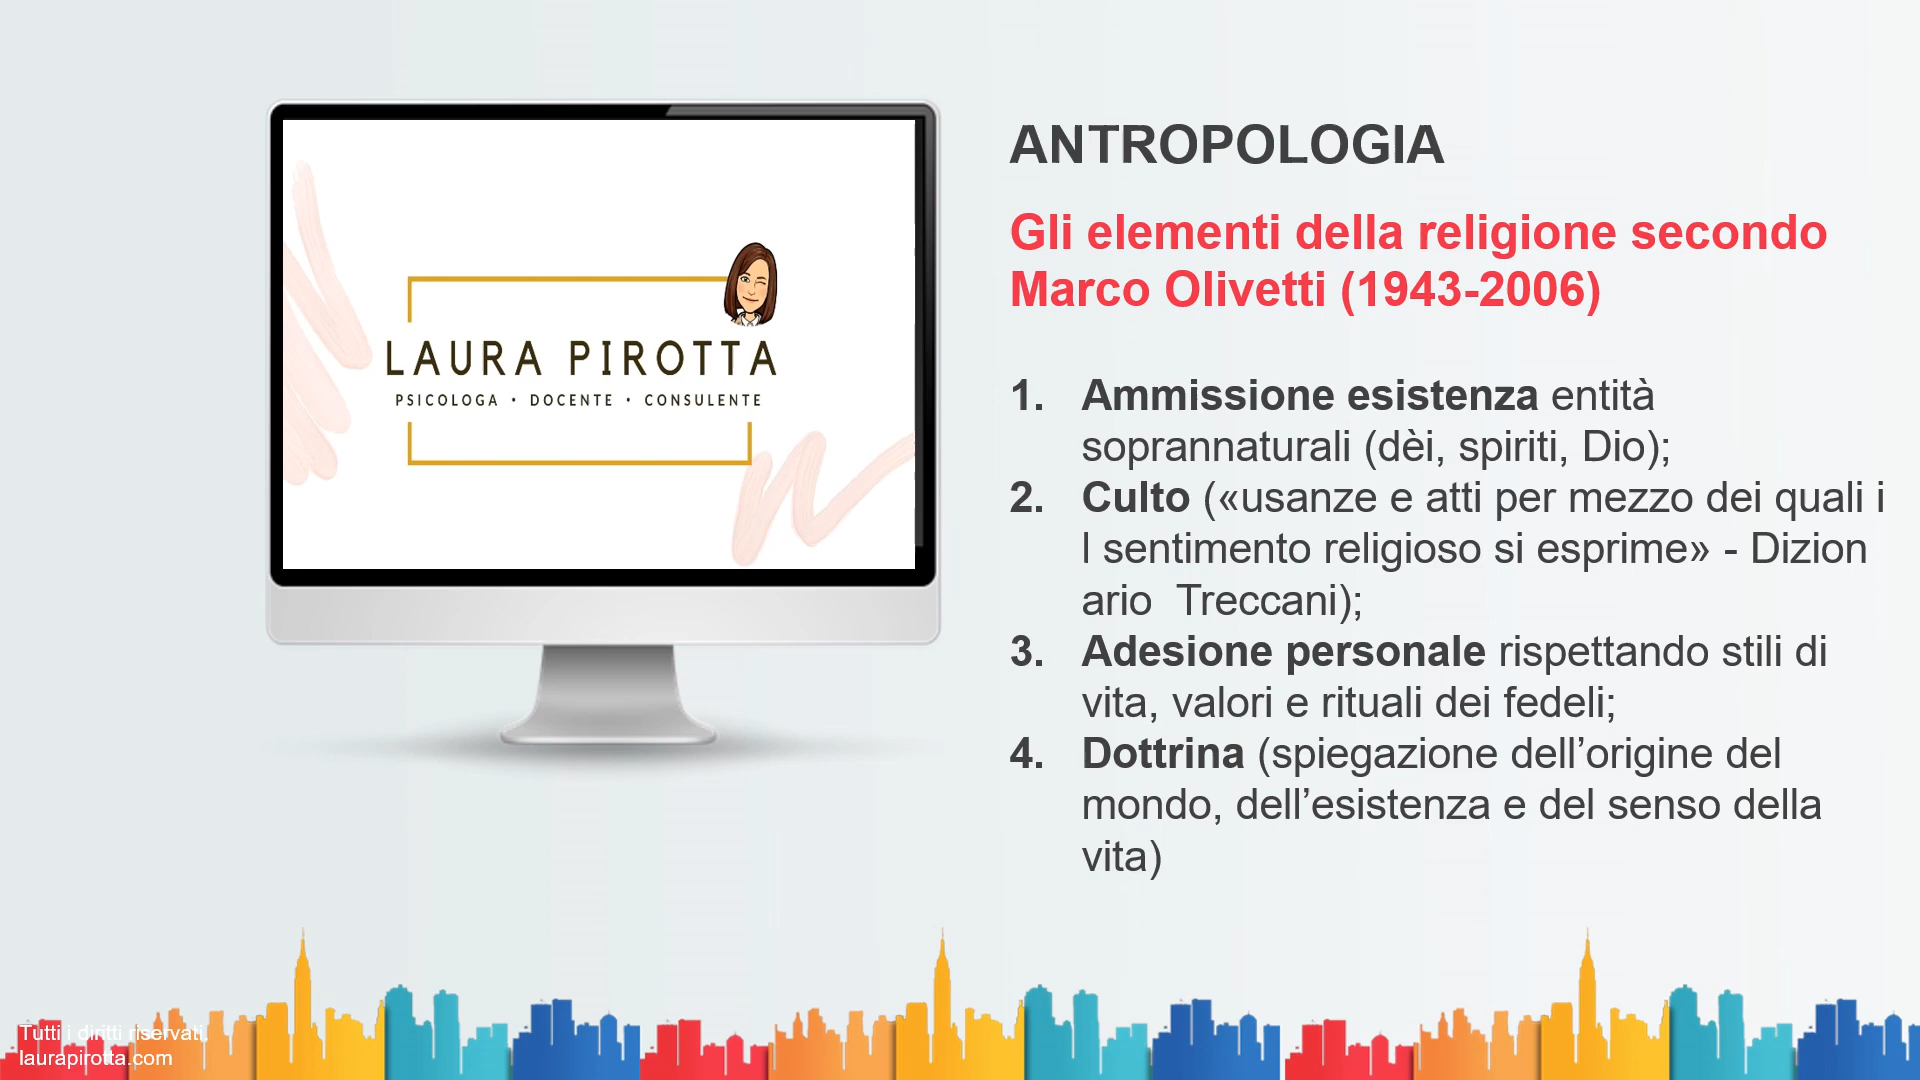 LAURA PIROTTA
PSICOLOGA • DOCENTE • CONSULENTE
ANTROPOLOGIA
Gli elementi della religione secondo
Marco Olivetti (1943-2006)
1. Ammissione esistenza entità
soprannaturali (dèi, spiriti, Dio);
2. Culto («usanze e atti per mezzo dei quali i
l sentimento religioso si esprime» - Dizion
ario  Treccani);
3. Adesione personale rispettando stili di
vita, valori e rituali dei fedeli;
4. Dottrina (spiegazione dell’origine del
mondo, dell’esistenza e del senso della
vita)
Tutti i diritti riservati.
laurapirotta.com